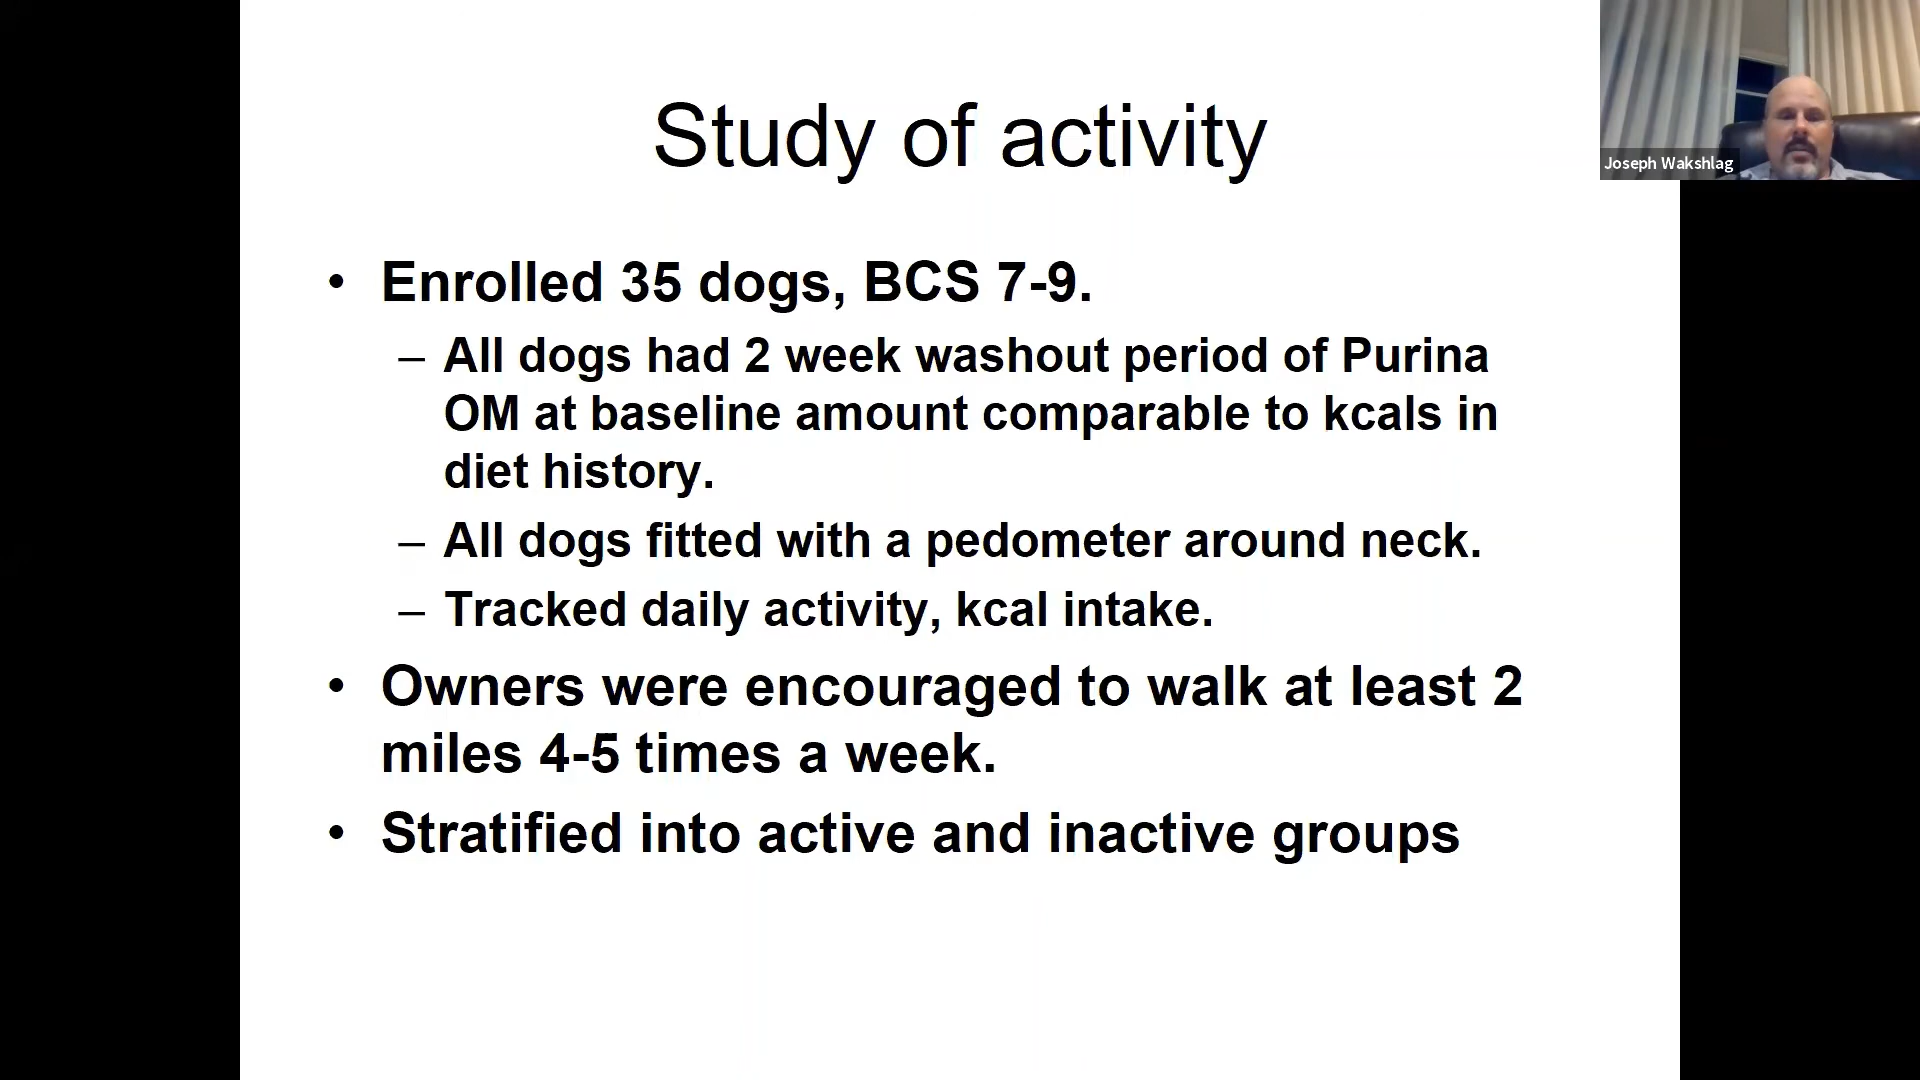 Study of activity
• Enrolled 35 dogs, BCS 7-9.
– All dogs had 2 week washout period of Purina
OM at baseline amount comparable to kcals in
diet history.
– All dogs fitted with a pedometer around neck.
– Tracked daily activity, kcal intake.
• Owners were encouraged to walk at least 2
miles 4-5 times a week.
• Stratified into active and inactive groups
Joseph Wakshlag